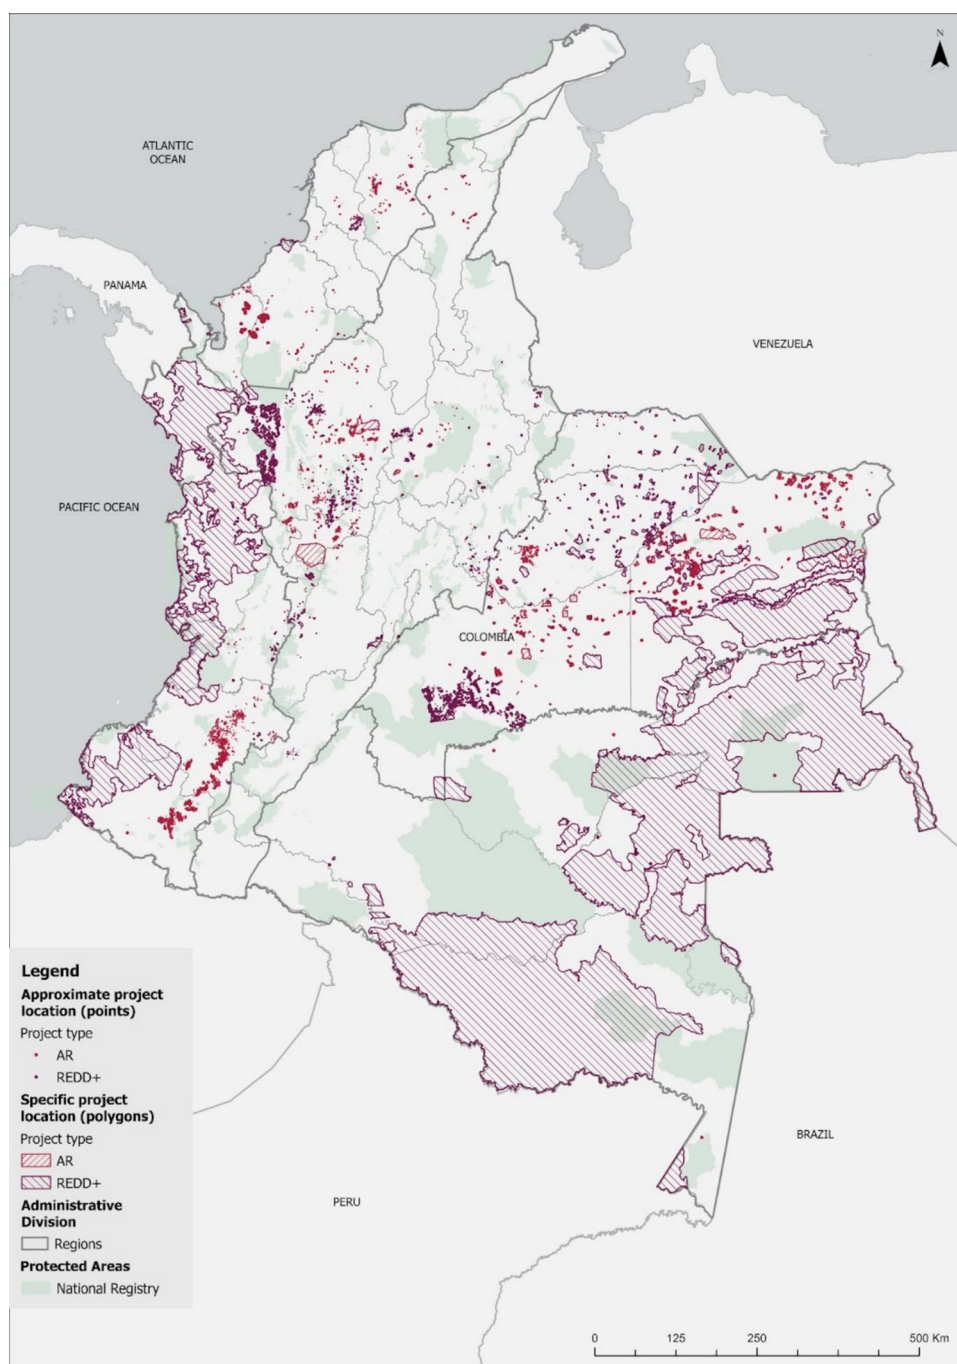 N
ATLANTIC
OCEAN
PANAMA
VENEZUELA
PACIFIC OCEAN
COLOMBIA
Legend
Approximate project
location (points)
Project type
AR
REDD+
Specific project
location (polygons)
Project type
AR
REDD+
Administrative
Division
Regions
Protected Areas
National Registry
BRAZIL
PERU
0 125 250 500 Km